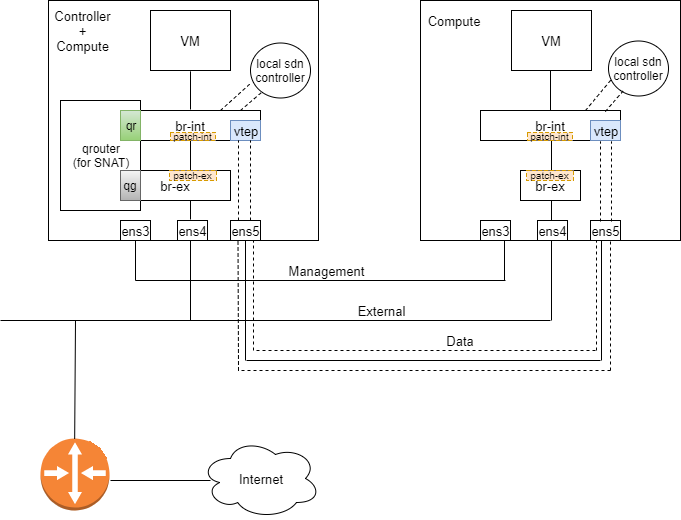 Controller
+
Compute
VM
local sdn
controller
qr
br-int
patch-int
vtep
qrouter
(for SNAT)
qg
patch-ex
br-ex
ens3
ens4
ens5
Compute
VM
local sdn
controller
br-int
patch-int
vtep
patch-ex
br-ex
ens3
ens4
ens5
Management
External
Data
Internet